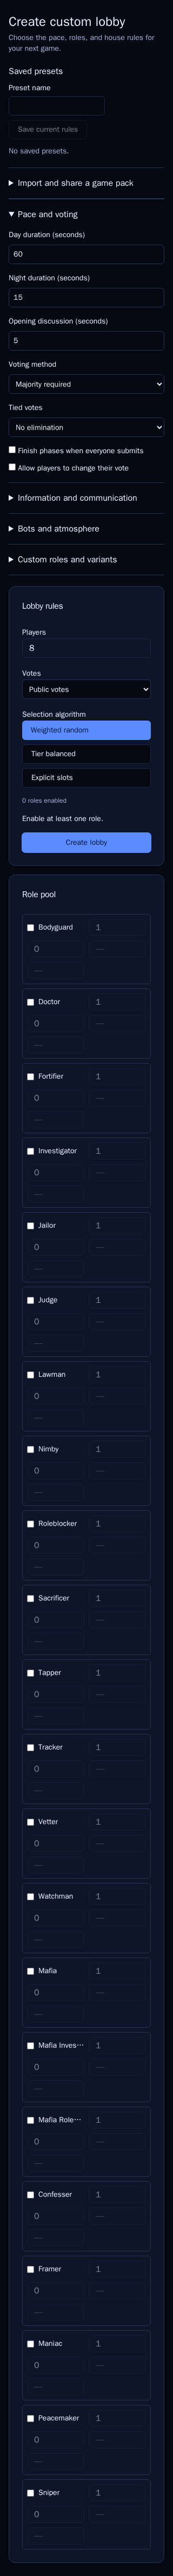 Create custom lobby
Choose the pace, roles, and house rules for
your next game.
Saved presets
Preset name
Save current rules
No saved presets.
Import and share a game pack
Pace and voting
Day duration (seconds)
60
Night duration (seconds)
15
Opening discussion (seconds)
5
Voting method
Majority required
Tied votes
No elimination
Finish phases when everyone submits
Allow players to change their vote
Information and communication
Bots and atmosphere
Custom roles and variants
Lobby rules
Players
8
Votes
Public votes
Selection algorithm
Weighted random
Tier balanced
Explicit slots
0 roles enabled
Enable at least one role.
Create lobby
Role pool
Bodyguard 1
0 —
—
Doctor 1
0 —
—
Fortifier 1
0 —
—
Investigator 1
0 —
—
Jailor 1
0 —
—
Judge 1
0 —
—
Lawman 1
0 —
—
Nimby 1
0 —
—
Roleblocker 1
0 —
—
Sacrificer 1
0 —
—
Tapper 1
0 —
—
Tracker 1
0 —
—
Vetter 1
0 —
—
Watchman 1
0 —
—
Mafia 1
0 —
—
Mafia Inves… 1
0 —
—
Mafia Role… 1
0 —
—
Confesser 1
0 —
—
Framer 1
0 —
—
Maniac 1
0 —
—
Peacemaker 1
0 —
—
Sniper 1
0 —
—